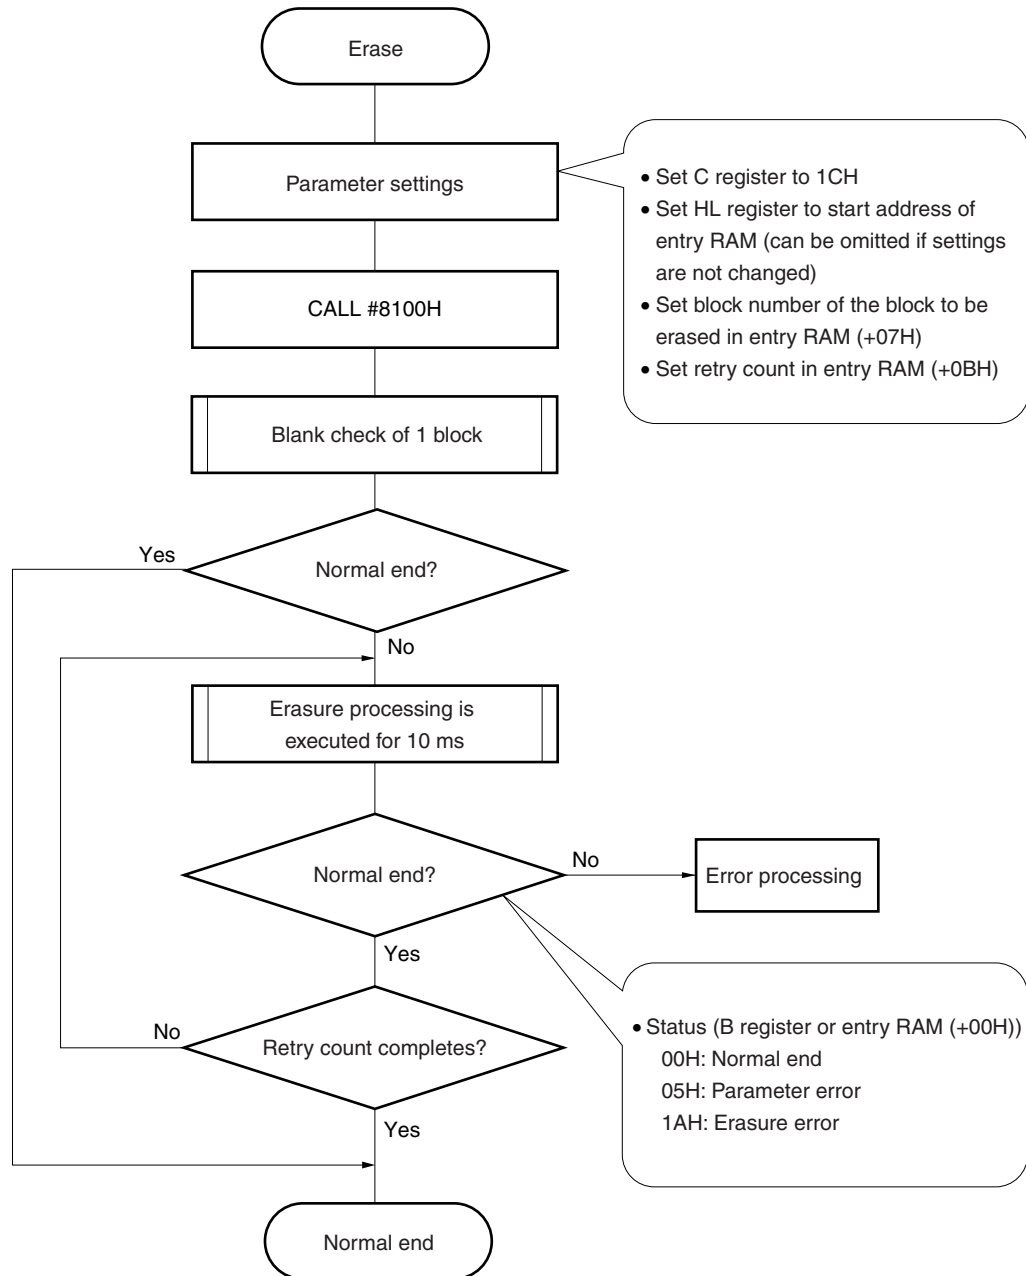 Erase
Parameter settings
• Set C register to 1CH
• Set HL register to start address of
entry RAM (can be omitted if settings
are not changed)
• Set block number of the block to be
erased in entry RAM (+07H)
• Set retry count in entry RAM (+0BH)
CALL #8100H
Blank check of 1 block
Yes
Normal end?
No
Erasure processing is
executed for 10 ms
Normal end?
No
Error processing
Yes
• Status (B register or entry RAM (+00H))
00H: Normal end
05H: Parameter error
1AH: Erasure error
No
Retry count completes?
Yes
Normal end